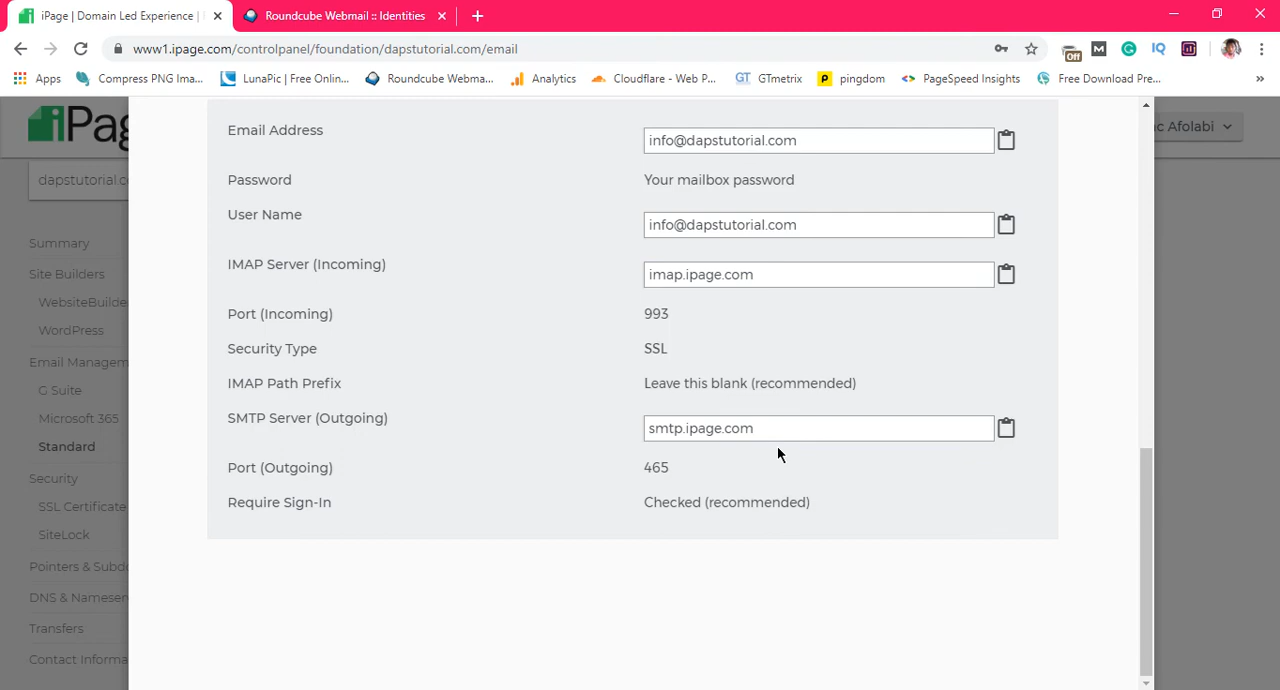 iPage | Domain Led Experience |
Roundcube Webmail :: Identities
www1.ipage.com/controlpanel/foundation/dapstutorial.com/email
Apps
Compress PNG Ima...
LunaPic | Free Onlin...
Roundcube Webma...
Analytics
Cloudflare - Web P...
GT GTmetrix
pingdom
PageSpeed Insights
Free Download Pre...
»
Off
M
G
IQ
iPag
c Afolabi
dapstutorial.c
Summary
Site Builders
WebsiteBuilde
WordPress
Email Managem
G Suite
Microsoft 365
Standard
Security
SSL Certificate
SiteLock
Pointers & Subdo
DNS & Nameser
Transfers
Contact Informa
Email Address
info@dapstutorial.com
Password
Your mailbox password
User Name
info@dapstutorial.com
IMAP Server (Incoming)
imap.ipage.com
Port (Incoming)
993
Security Type
SSL
IMAP Path Prefix
Leave this blank (recommended)
SMTP Server (Outgoing)
smtp.ipage.com
Port (Outgoing)
465
Require Sign-In
Checked (recommended)